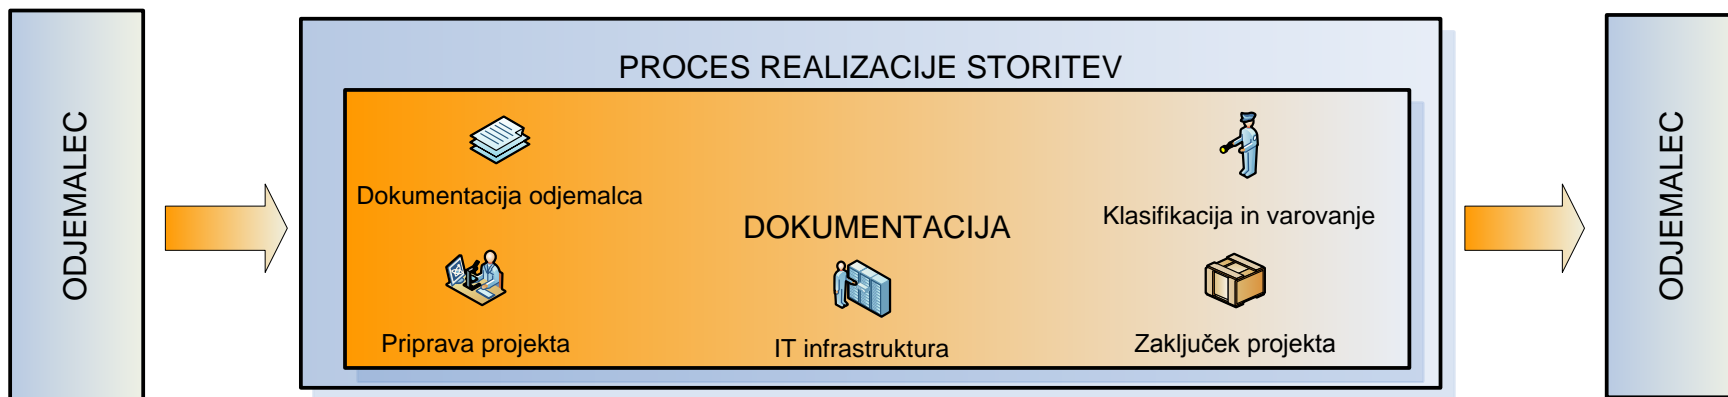 ODJEMALEC
PROCES REALIZACIJE STORITEV
Dokumentacija odjemalca
Klasifikacija in varovanje
DOKUMENTACIJA
Priprava projekta
IT infrastruktura
Zaključek projekta
ODJEMALEC